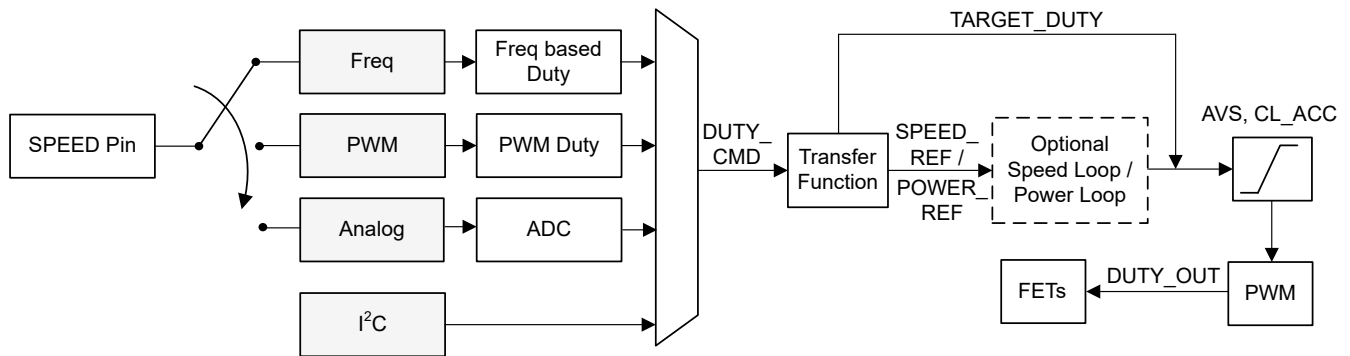 TARGET_DUTY
Freq
Freq based
Duty
AVS, CL_ACC
SPEED Pin
PWM
PWM Duty
DUTY_
CMD
Transfer
Function
SPEED_
REF /
POWER_
REF
Optional
Speed Loop /
Power Loop
Analog
ADC
FETs
DUTY_OUT
PWM
I²C